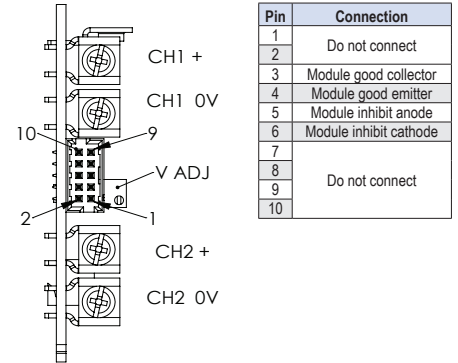 CH1 +
CH1 0V
10
9
V ADJ
2
1
CH2 +
CH2 0V
Pin Connection
1
Do not connect
2
3 Module good collector
4 Module good emitter
5 Module inhibit anode
6 Module inhibit cathode
7
8
Do not connect
9
10